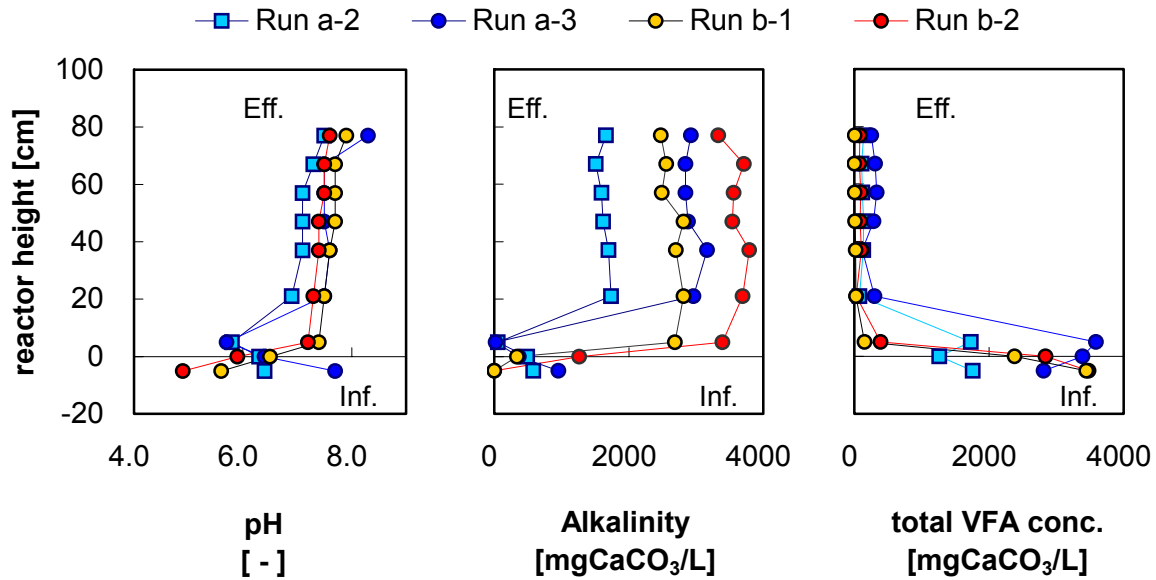 Run a-2 Run a-3 Run b-1 Run b-2
reactor height [cm]
100
80
60
40
20
0
-20
Eff.
Inf.
4.0 6.0 8.0
pH
[ - ]
Eff.
Inf.
0 2000 4000
Alkalinity
[mgCaCO₃/L]
Eff.
Inf.
0 2000 4000
total VFA conc.
[mgCaCO₃/L]